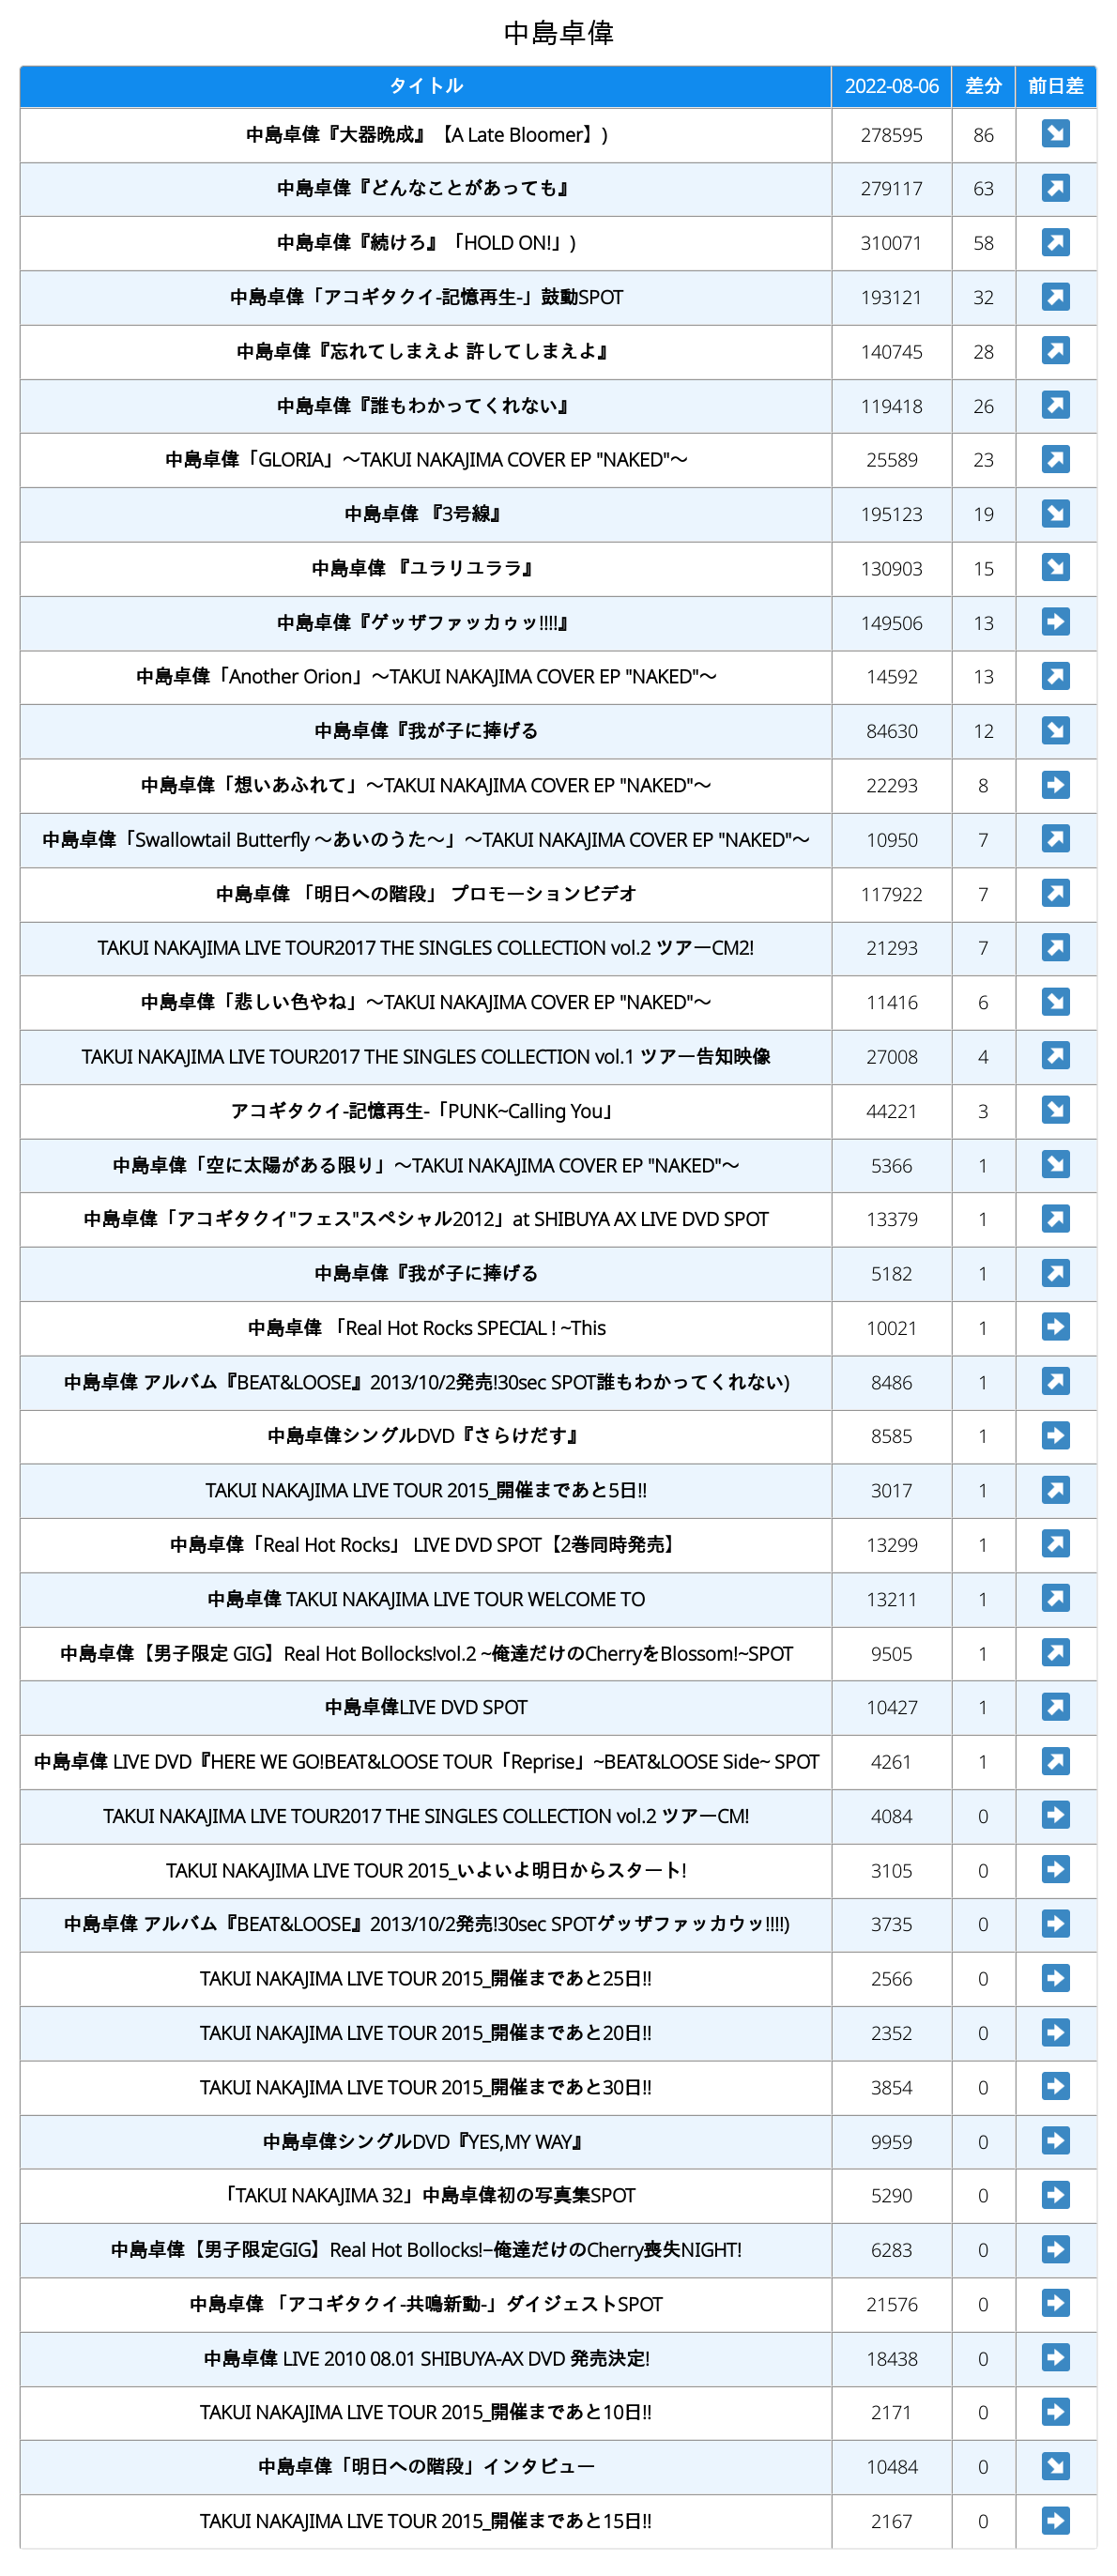 中島卓偉
タイトル 2022-08-06 差分 前日差
中島卓偉『大器晩成』【A Late Bloomer】) 278595 86 ↘
中島卓偉『どんなことがあっても』 279117 63 ↗
中島卓偉『続けろ』「HOLD ON!」) 310071 58 ↗
中島卓偉「アコギタクイ-記憶再生-」鼓動SPOT 193121 32 ↗
中島卓偉『忘れてしまえよ 許してしまえよ』 140745 28 ↗
中島卓偉『誰もわかってくれない』 119418 26 ↗
中島卓偉「GLORIA」～TAKUI NAKAJIMA COVER EP "NAKED"～ 25589 23 ↗
中島卓偉 『3号線』 195123 19 ↘
中島卓偉 『ユラリユララ』 130903 15 ↘
中島卓偉『ゲッザファッカゥッ!!!!』 149506 13 ➡
中島卓偉「Another Orion」～TAKUI NAKAJIMA COVER EP "NAKED"～ 14592 13 ↗
中島卓偉『我が子に捧げる 84630 12 ↘
中島卓偉「想いあふれて」～TAKUI NAKAJIMA COVER EP "NAKED"～ 22293 8 ➡
中島卓偉「Swallowtail Butterfly ～あいのうた～」～TAKUI NAKAJIMA COVER EP "NAKED"～ 10950 7 ↗
中島卓偉 「明日への階段」 プロモーションビデオ 117922 7 ↗
TAKUI NAKAJIMA LIVE TOUR2017 THE SINGLES COLLECTION vol.2 ツアーCM2! 21293 7 ↗
中島卓偉「悲しい色やね」～TAKUI NAKAJIMA COVER EP "NAKED"～ 11416 6 ↘
TAKUI NAKAJIMA LIVE TOUR2017 THE SINGLES COLLECTION vol.1 ツアー告知映像 27008 4 ↗
アコギタクイ-記憶再生-「PUNK~Calling You」 44221 3 ↘
中島卓偉「空に太陽がある限り」～TAKUI NAKAJIMA COVER EP "NAKED"～ 5366 1 ↘
中島卓偉「アコギタクイ"フェス"スペシャル2012」at SHIBUYA AX LIVE DVD SPOT 13379 1 ↗
中島卓偉『我が子に捧げる 5182 1 ↗
中島卓偉 「Real Hot Rocks SPECIAL ! ~This 10021 1 ➡
中島卓偉 アルバム『BEAT&LOOSE』2013/10/2発売!30sec SPOT誰もわかってくれない) 8486 1 ↗
中島卓偉シングルDVD『さらけだす』 8585 1 ➡
TAKUI NAKAJIMA LIVE TOUR 2015_開催まであと5日!! 3017 1 ↗
中島卓偉「Real Hot Rocks」 LIVE DVD SPOT【2巻同時発売】 13299 1 ↗
中島卓偉 TAKUI NAKAJIMA LIVE TOUR WELCOME TO 13211 1 ↗
中島卓偉【男子限定 GIG】Real Hot Bollocks!vol.2 ~俺達だけのCherryをBlossom!~SPOT 9505 1 ↗
中島卓偉LIVE DVD SPOT 10427 1 ↗
中島卓偉 LIVE DVD『HERE WE GO!BEAT&LOOSE TOUR「Reprise」~BEAT&LOOSE Side~ SPOT 4261 1 ↗
TAKUI NAKAJIMA LIVE TOUR2017 THE SINGLES COLLECTION vol.2 ツアーCM! 4084 0 ➡
TAKUI NAKAJIMA LIVE TOUR 2015_いよいよ明日からスタート! 3105 0 ➡
中島卓偉 アルバム『BEAT&LOOSE』2013/10/2発売!30sec SPOTゲッザファッカウッ!!!!) 3735 0 ➡
TAKUI NAKAJIMA LIVE TOUR 2015_開催まであと25日!! 2566 0 ➡
TAKUI NAKAJIMA LIVE TOUR 2015_開催まであと20日!! 2352 0 ➡
TAKUI NAKAJIMA LIVE TOUR 2015_開催まであと30日!! 3854 0 ➡
中島卓偉シングルDVD『YES,MY WAY』 9959 0 ➡
「TAKUI NAKAJIMA 32」中島卓偉初の写真集SPOT 5290 0 ➡
中島卓偉【男子限定GIG】Real Hot Bollocks!−俺達だけのCherry喪失NIGHT! 6283 0 ➡
中島卓偉 「アコギタクイ-共鳴新動-」ダイジェストSPOT 21576 0 ➡
中島卓偉 LIVE 2010 08.01 SHIBUYA-AX DVD 発売決定! 18438 0 ➡
TAKUI NAKAJIMA LIVE TOUR 2015_開催まであと10日!! 2171 0 ➡
中島卓偉「明日への階段」インタビュー 10484 0 ↘
TAKUI NAKAJIMA LIVE TOUR 2015_開催まであと15日!! 2167 0 ➡